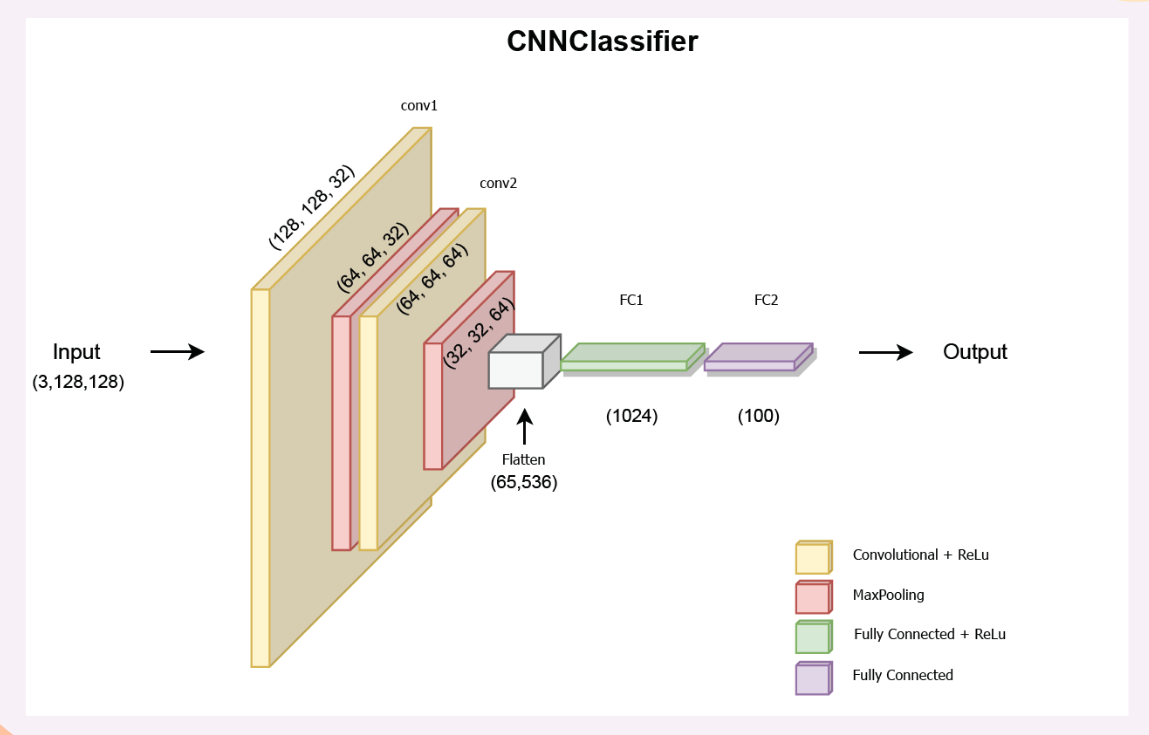 CNNClassifier
conv1
(128, 128, 32)
conv2
(64, 64, 32)
(64, 64, 64)
(32, 32, 64)
FC1
FC2
Input
(3,128,128)
Output
(1024)
(100)
Flatten
(65,536)
Convolutional + ReLu
MaxPooling
Fully Connected + ReLu
Fully Connected